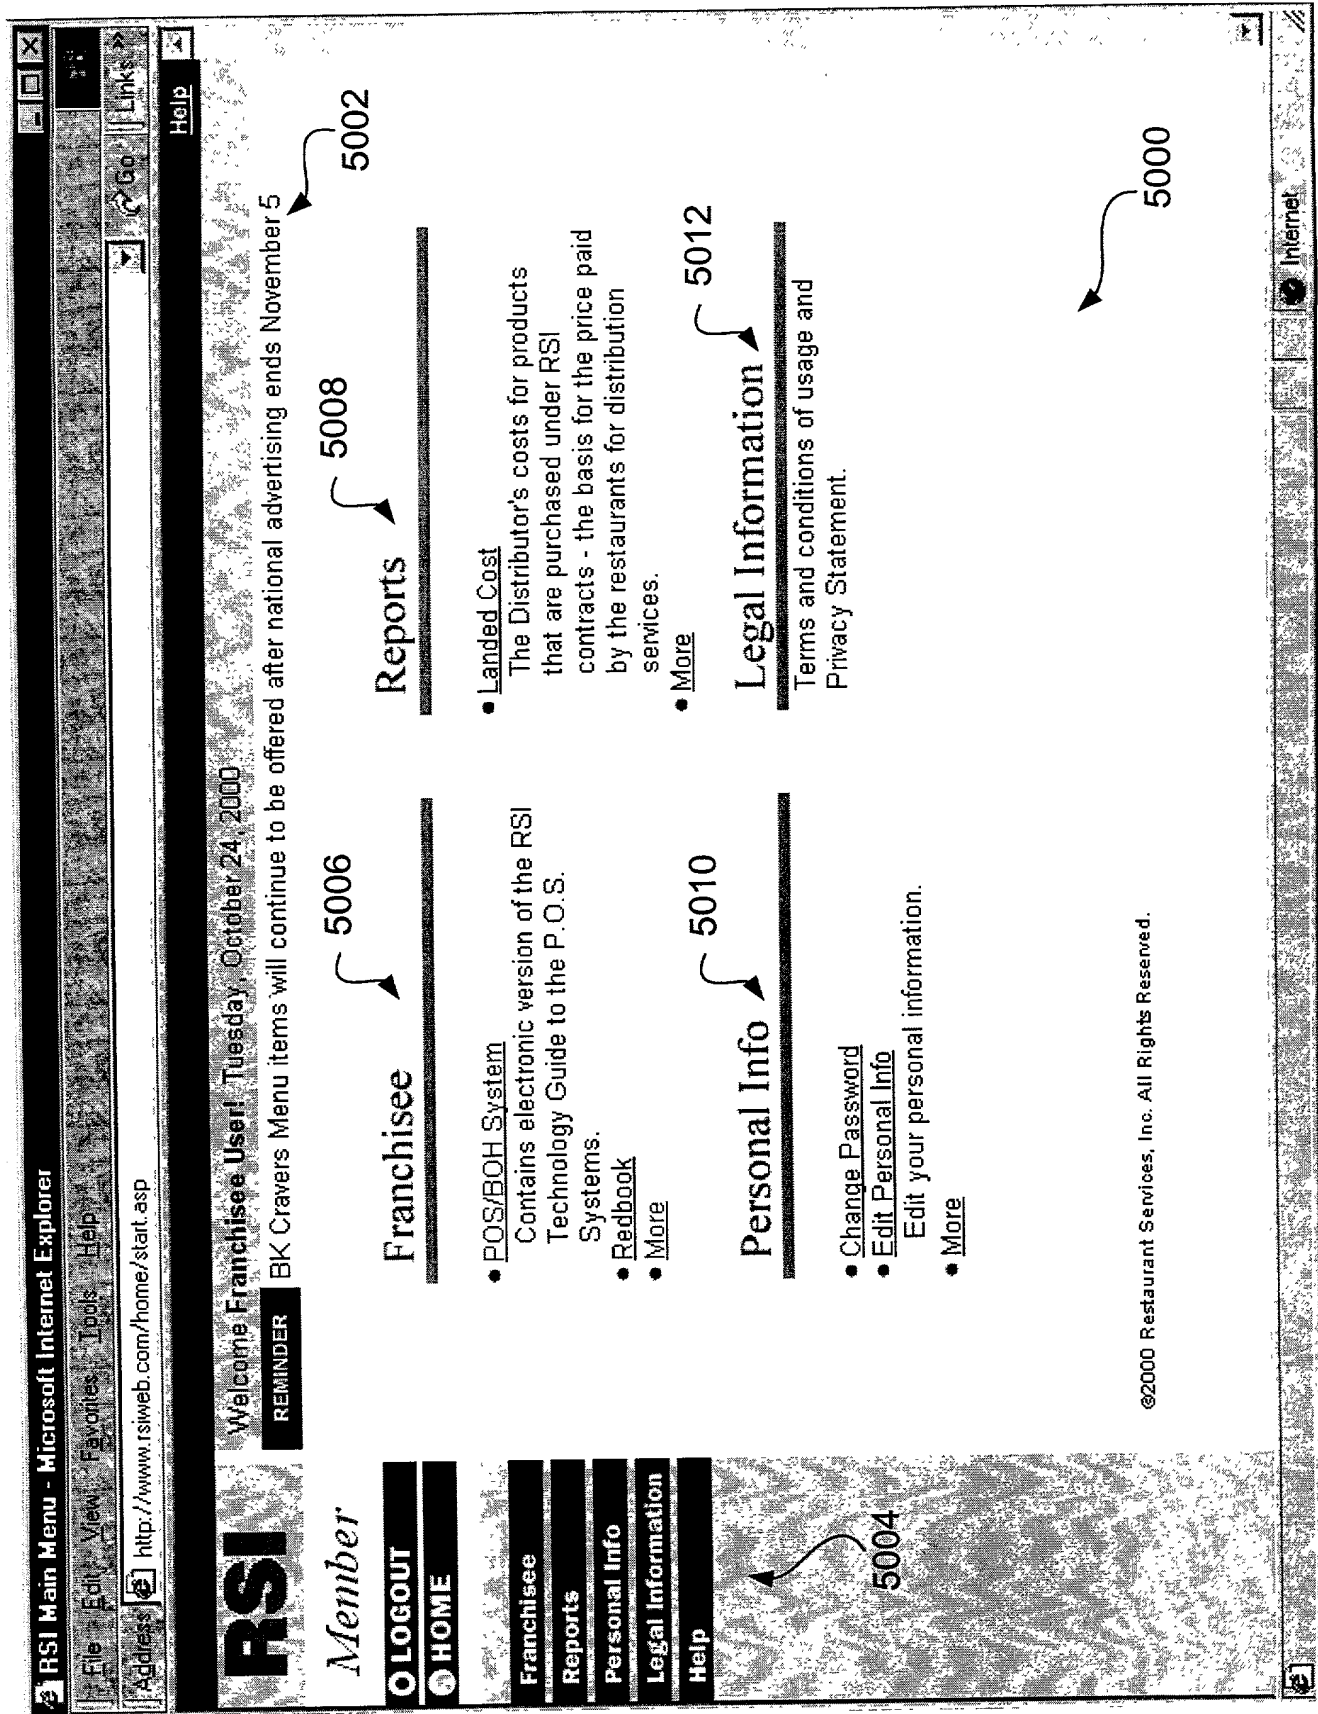 RSI Main Menu - Microsoft Internet Explorer
File Edit View Favorites Tools Help
Address http://www.rsiweb.com/home/start.asp Go Links »
Help
RSI
Welcome Franchisee User! Tuesday, October 24, 2000
REMINDER BK Cravers Menu items will continue to be offered after national advertising ends November 5
5002
Member
LOGOUT
HOME
Franchisee
Reports
Personal Info
Legal Information
Help
5004
5006
Franchisee
• POS/BOH System
Contains electronic version of the RSI
Technology Guide to the P.O.S.
Systems.
• Redbook
• More
5008
Reports
• Landed Cost
The Distributor's costs for products
that are purchased under RSI
contracts - the basis for the price paid
by the restaurants for distribution
services.
• More
5010
Personal Info
• Change Password
• Edit Personal Info
Edit your personal information.
• More
5012
Legal Information
Terms and conditions of usage and
Privacy Statement.
5000
©2000 Restaurant Services, Inc. All Rights Reserved.
Internet